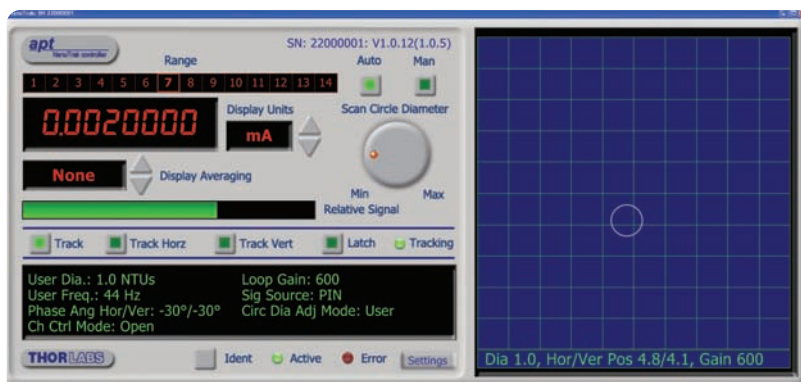 NanoTrak: SN 22000001
apt
NanoTrak controller
SN: 22000001: V1.0.12(1.0.5)
Range
Auto Man
1 2 3 4 5 6 7 8 9 10 11 12 13 14
0.0020000
Display Units
mA
Scan Circle Diameter
None
Display Averaging
Min Max
Relative Signal
Track Track Horz Track Vert Latch Tracking
User Dia.: 1.0 NTUs Loop Gain: 600
User Freq.: 44 Hz Sig Source: PIN
Phase Ang Hor/Ver: -30°/-30° Circ Dia Adj Mode: User
Ch Ctrl Mode: Open
THORLABS Ident Active Error Settings
Dia 1.0, Hor/Ver Pos 4.8/4.1, Gain 600